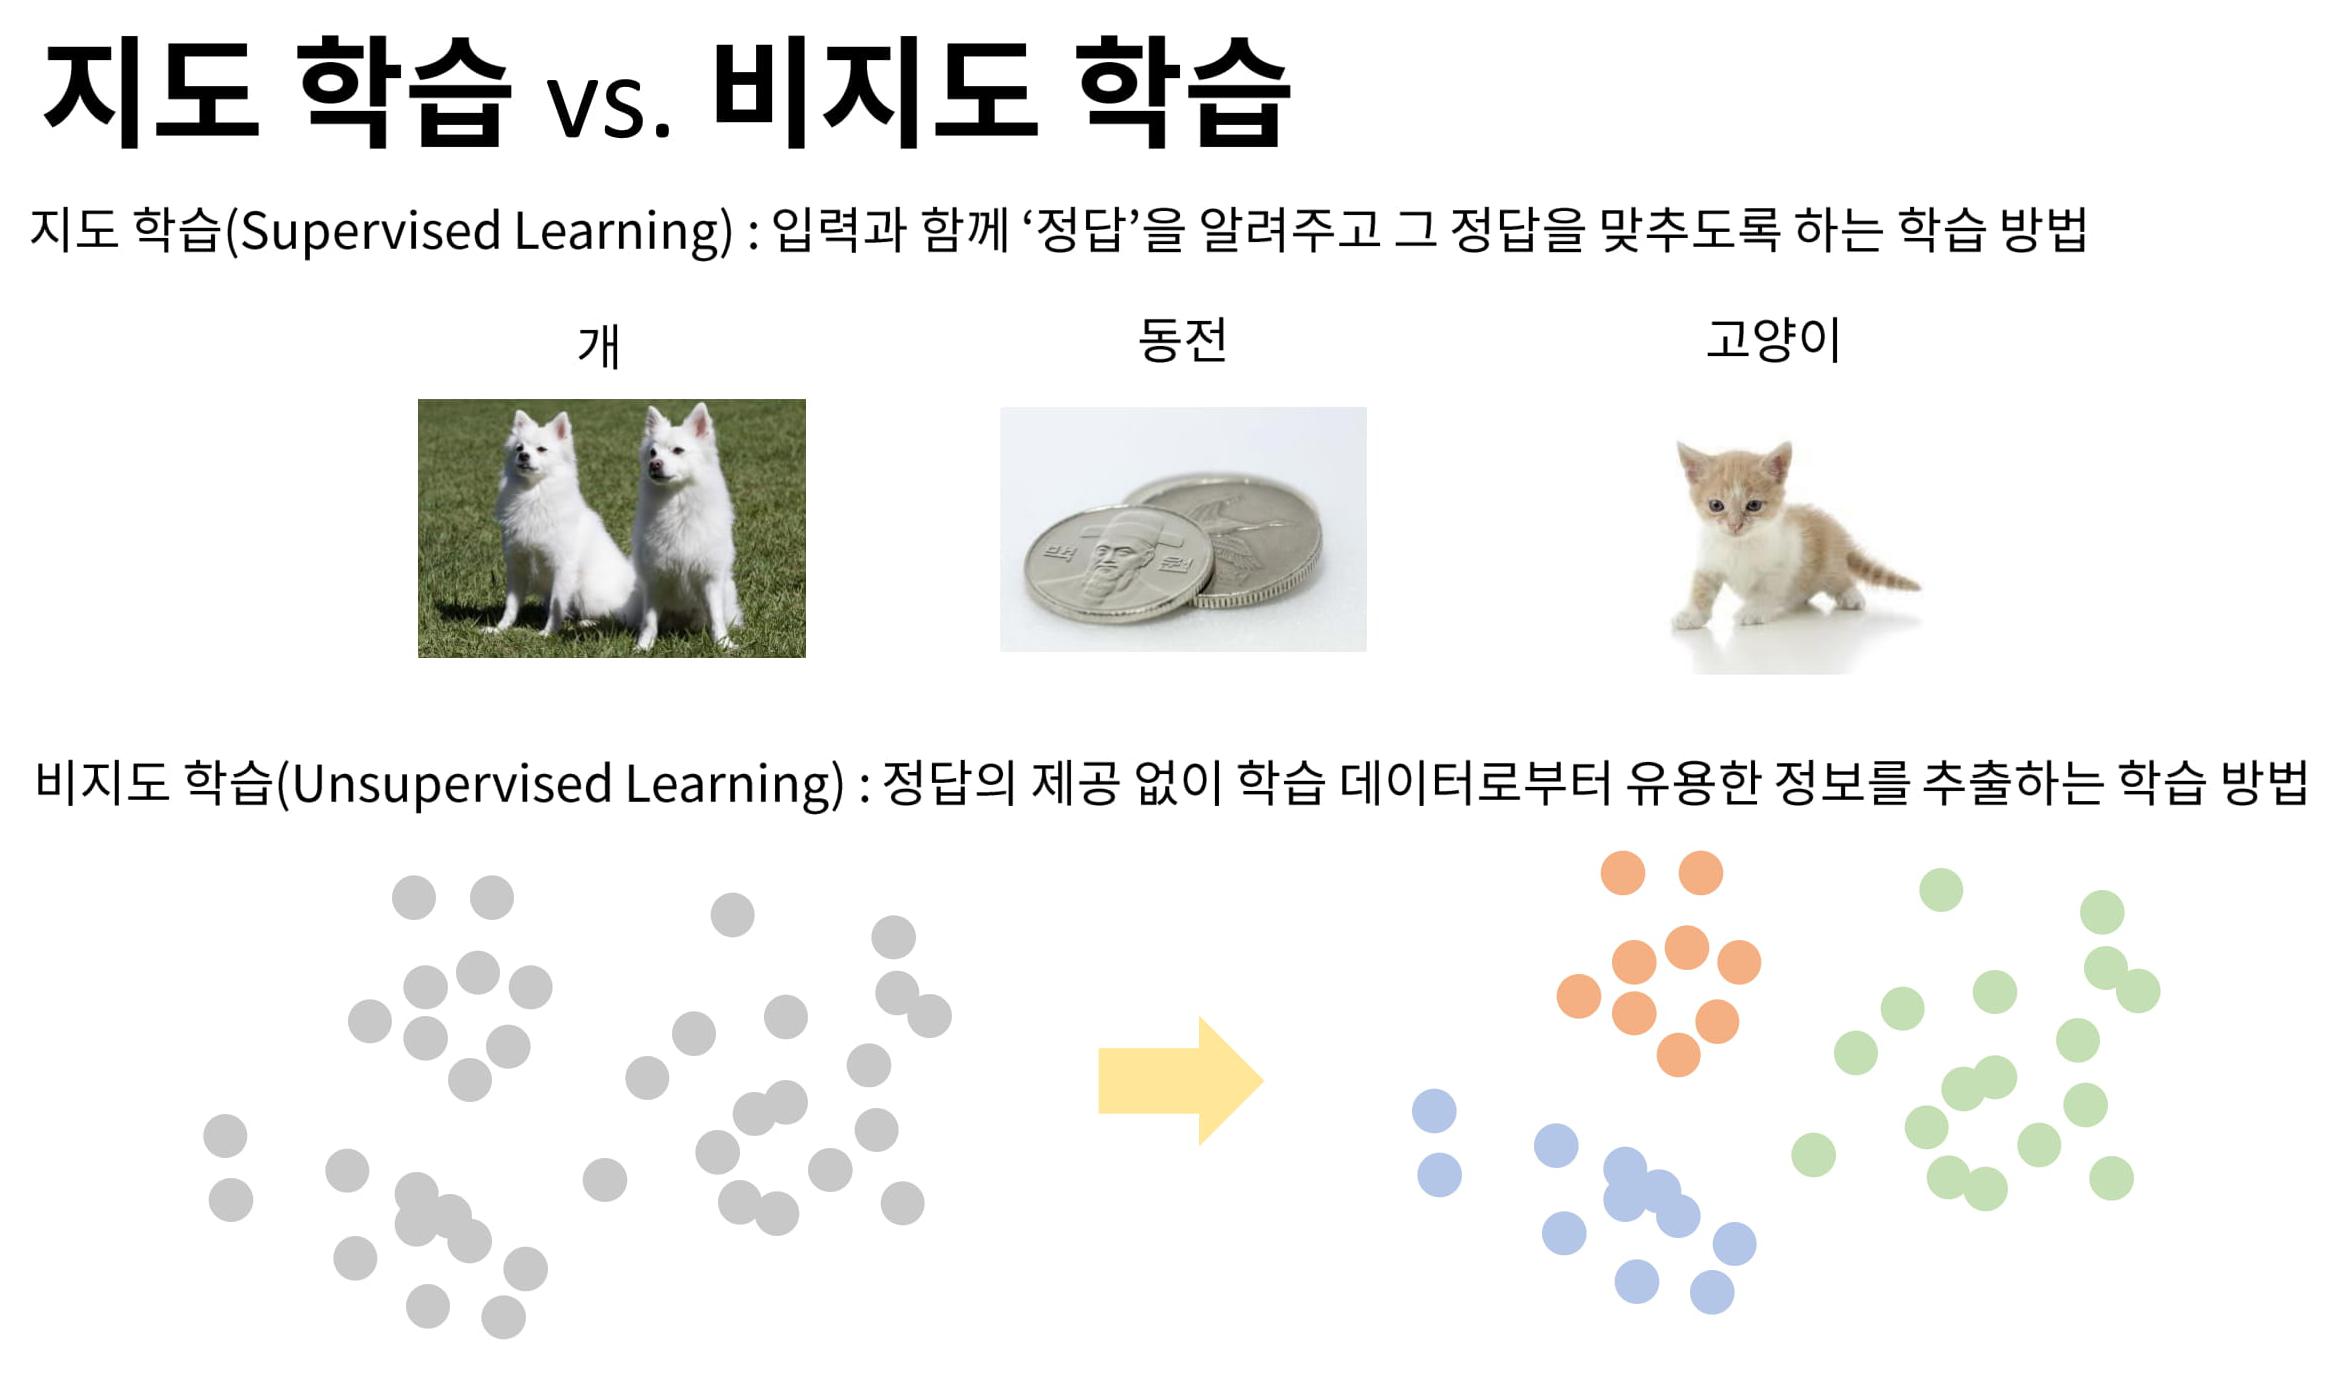 지도 학습 vs. 비지도 학습
지도 학습(Supervised Learning) : 입력과 함께 ‘정답’을 알려주고 그 정답을 맞추도록 하는 학습 방법
개
동전
고양이
백 원
비지도 학습(Unsupervised Learning) : 정답의 제공 없이 학습 데이터로부터 유용한 정보를 추출하는 학습 방법